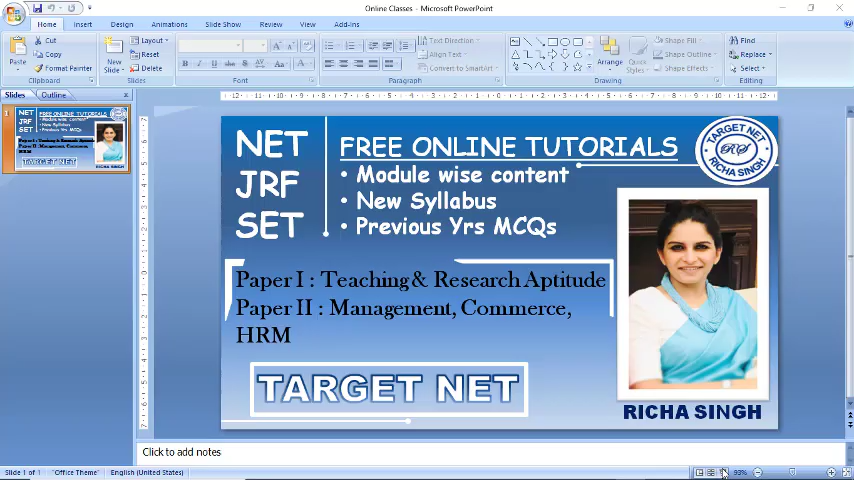 Online Classes - Microsoft PowerPoint
Home Insert Design Animations Slide Show Review View Add-Ins
Paste
Cut
Copy
Format Painter
Clipboard
New Slide
Layout
Reset
Delete
Slides
Font
Text Direction
Align Text
Convert to SmartArt
Paragraph
Arrange
Quick Styles
Shape Fill
Shape Outline
Shape Effects
Drawing
Find
Replace
Select
Editing
Slides Outline
1
NET
JRF
SET
FREE ONLINE TUTORIALS
• Module wise content
• New Syllabus
• Previous Yrs MCQs
TARGET NET
RS
RICHA SINGH
Paper I : Teaching & Research Aptitude
Paper II : Management, Commerce,
HRM
TARGET NET
RICHA SINGH
Click to add notes
Slide 1 of 1 "Office Theme" English (United States) 93%